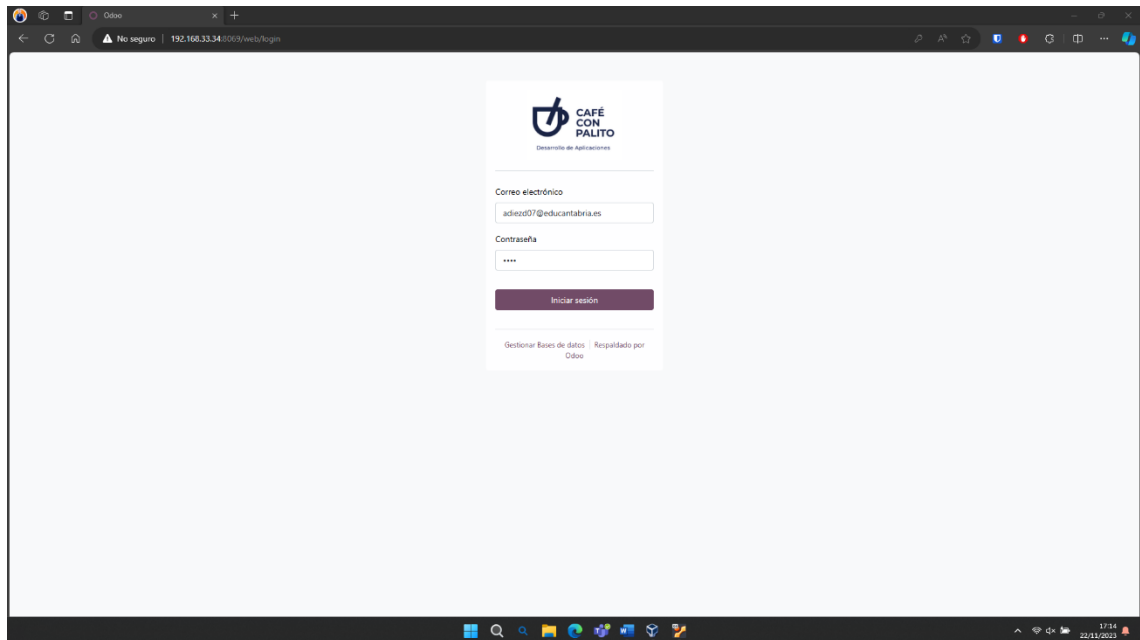 Odoo
No seguro | 192.168.33.34:8069/web/login
CAFÉ
CON
PALITO
Desarrollo de Aplicaciones
Correo electrónico
adiezd07@educantabria.es
Contraseña
••••
Iniciar sesión
Gestionar Bases de datos | Respaldado por
Odoo
17:14
22/11/2023